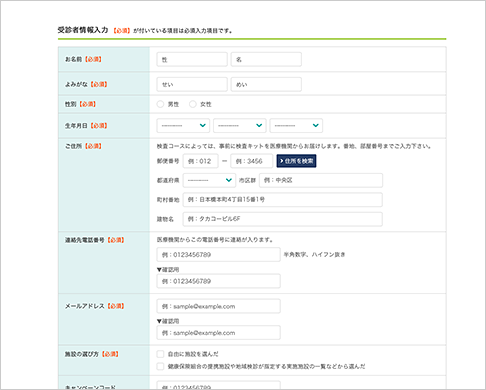 受診者情報入力 【必須】が付いている項目は必須入力項目です。
お名前【必須】 姓 名
よみがな【必須】 せい めい
性別【必須】 男性 女性
生年月日【必須】 ---------- ---------- ----------
ご住所【必須】 検査コースによっては、事前に検査キットを医療機関からお届けします。番地、部屋番号までご入力下さい。
郵便番号 例：012 ー 例：3456 住所を検索
都道府県 ---------- 市区群 例：中央区
町村番地 例：日本橋本町4丁目15番1号
建物名 例：タカコービル6F
連絡先電話番号【必須】 医療機関からこの電話番号に連絡が入ります。
例：0123456789 半角数字、ハイフン抜き
▼確認用
例：0123456789
メールアドレス【必須】 例：sample@example.com
▼確認用
例：sample@example.com
施設の選び方【必須】 自由に施設を選んだ
健康保険組合の提携施設や地域検診が指定する実施施設の一覧などから選んだ
キャンペーンコード 例：0123456789